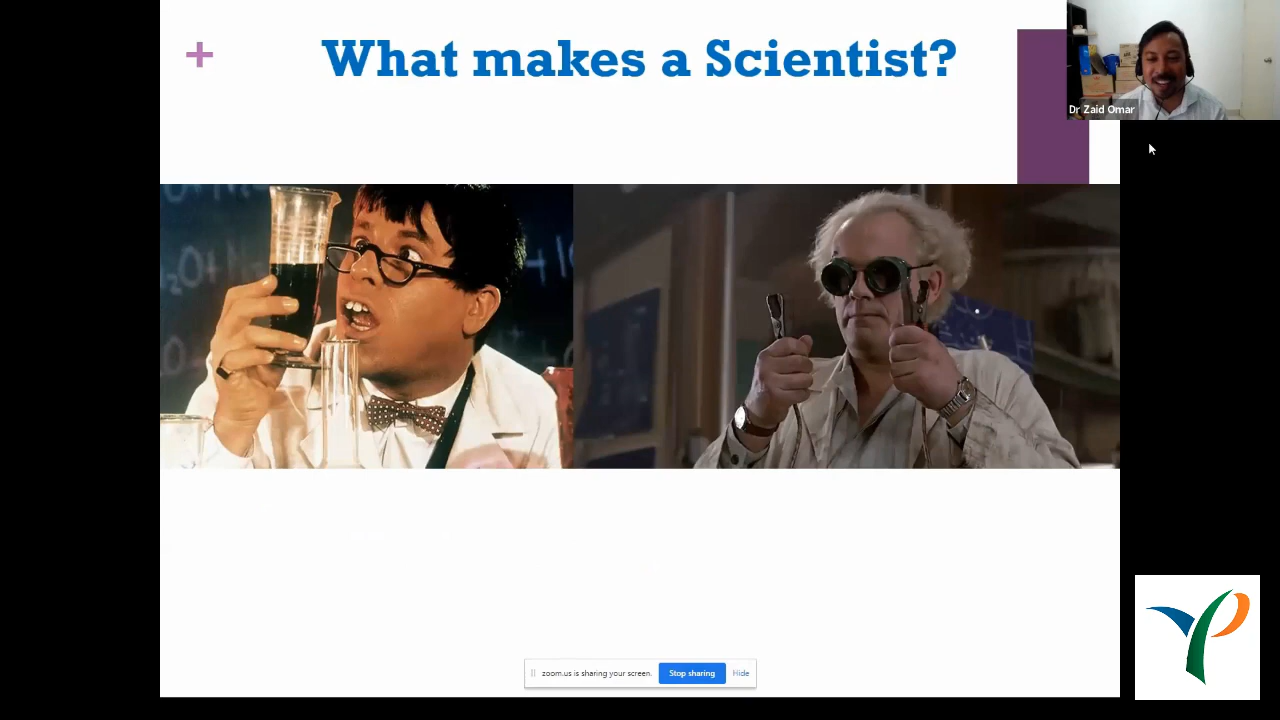 + What makes a Scientist?
Dr Zaid Omar
zoom.us is sharing your screen. Stop sharing Hide